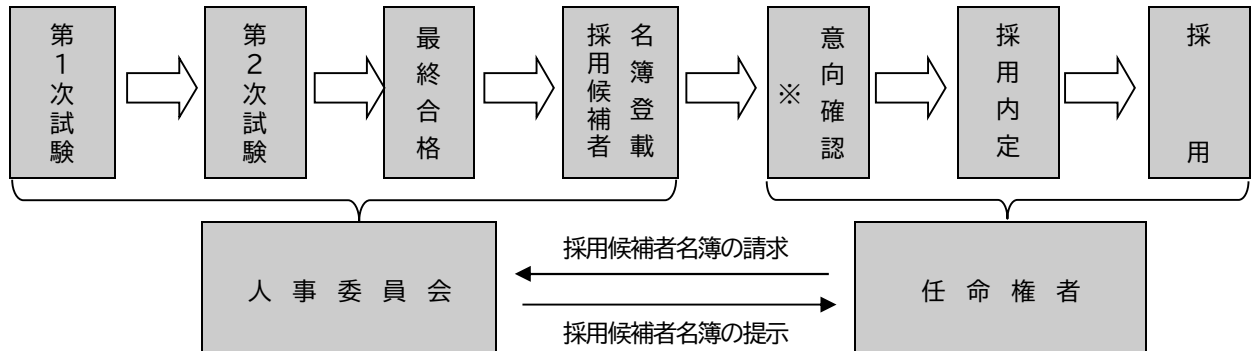 第1次試験
第2次試験
最終合格
採用候補者
名簿登載
意向確認
※
採用内定
採用
人事委員会
採用候補者名簿の請求
採用候補者名簿の提示
任命権者